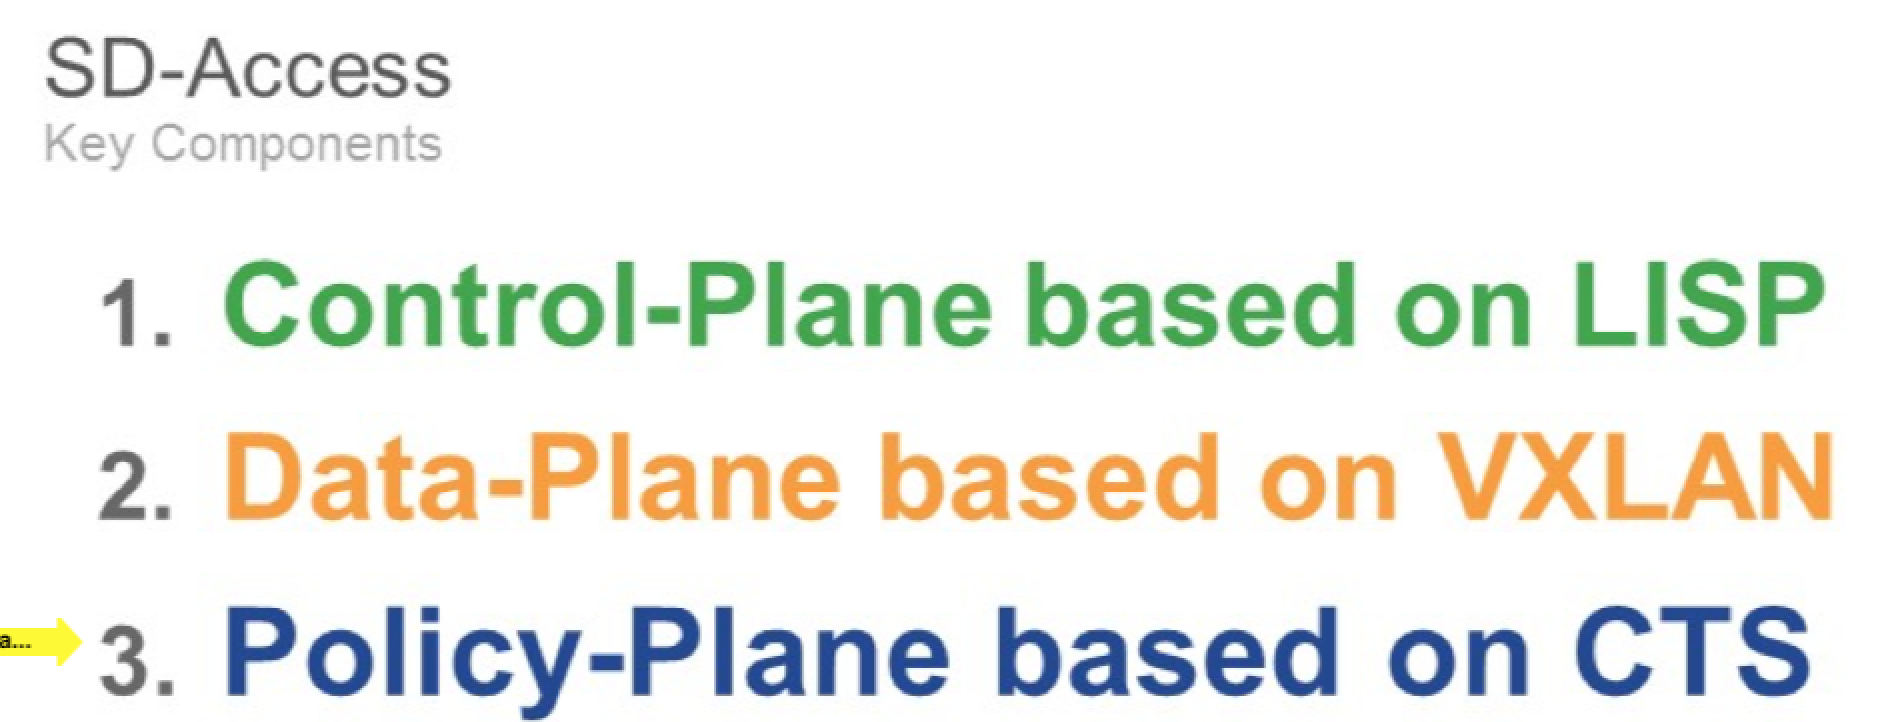 SD-Access
Key Components
1. Control-Plane based on LISP
2. Data-Plane based on VXLAN
a...
3. Policy-Plane based on CTS